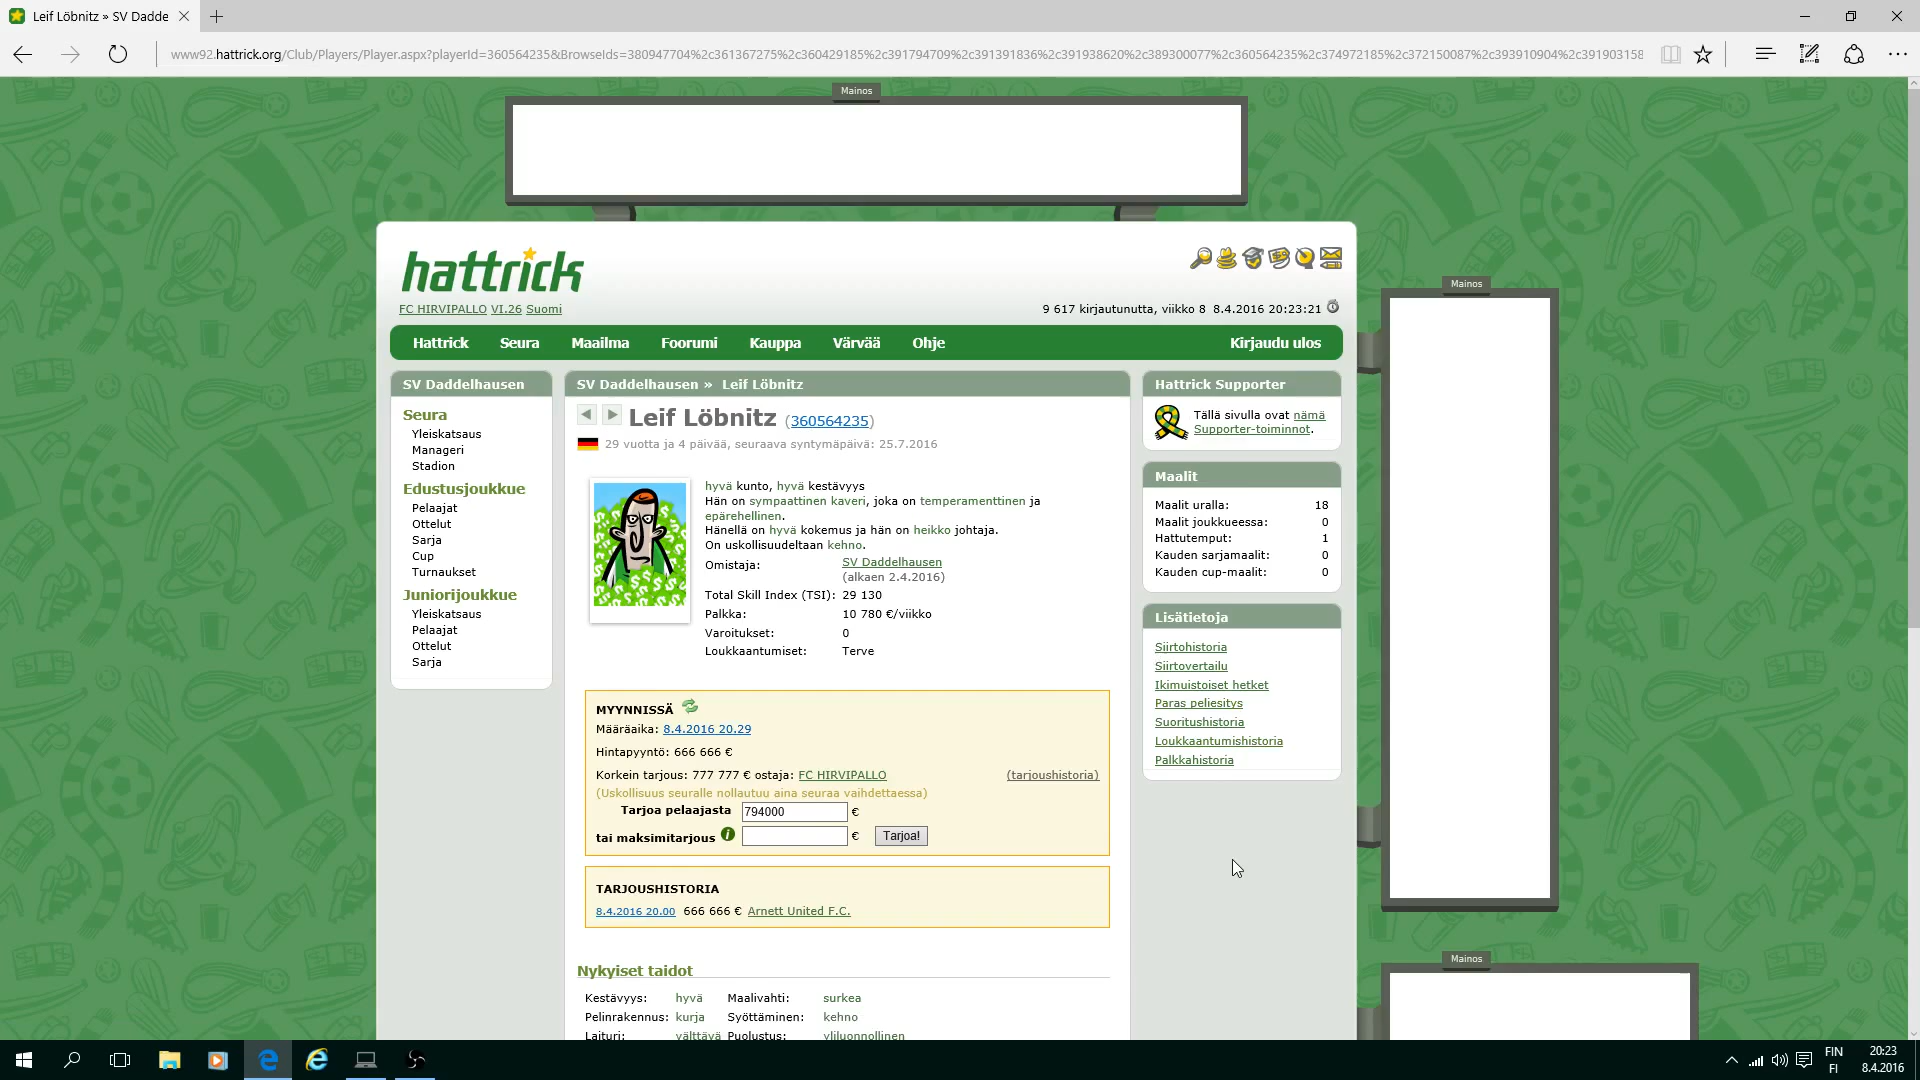 Leif Löbnitz » SV Dadde
www92.hattrick.org/Club/Players/Player.aspx?playerId=360564235&BrowseIds=380947704%2c361367275%2c360429185%2c391794709%2c391391836%2c391938620%2c389300077%2c360564235%2c374972185%2c372150087%2c393910904%2c391903158
Mainos
hattrick
FC HIRVIPALLO VI.26 Suomi
9 617 kirjautunutta, viikko 8 8.4.2016 20:23:21
Hattrick Seura Maailma Foorumi Kauppa Värvää Ohje Kirjaudu ulos
SV Daddelhausen
Seura
Yleiskatsaus
Manageri
Stadion
Edustusjoukkue
Pelaajat
Ottelut
Sarja
Cup
Turnaukset
Juniorijoukkue
Yleiskatsaus
Pelaajat
Ottelut
Sarja
SV Daddelhausen » Leif Löbnitz
Leif Löbnitz (360564235)
29 vuotta ja 4 päivää, seuraava syntymäpäivä: 25.7.2016
hyvä kunto, hyvä kestävyys
Hän on sympaattinen kaveri, joka on temperamenttinen ja
epärehellinen.
Hänellä on hyvä kokemus ja hän on heikko johtaja.
On uskollisuudeltaan kehno.
Omistaja: SV Daddelhausen
(alkaen 2.4.2016)
Total Skill Index (TSI): 29 130
Palkka: 10 780 €/viikko
Varoitukset: 0
Loukkaantumiset: Terve
MYYNNISSÄ
Määräaika: 8.4.2016 20.29
Hintapyyntö: 666 666 €
Korkein tarjous: 777 777 € ostaja: FC HIRVIPALLO (tarjoushistoria)
(Uskollisuus seuralle nollautuu aina seuraa vaihdettaessa)
Tarjoa pelaajasta 794000 €
tai maksimitarjous € Tarjoa!
TARJOUSHISTORIA
8.4.2016 20.00 666 666 € Arnett United F.C.
Nykyiset taidot
Kestävyys: hyvä Maalivahti: surkea
Pelinrakennus: kurja Syöttäminen: kehno
Laituri: välttävä Puolustus: yliluonnollinen
Hattrick Supporter
Tällä sivulla ovat nämä
Supporter-toiminnot.
Maalit
Maalit uralla: 18
Maalit joukkueessa: 0
Hattutemput: 1
Kauden sarjamaalit: 0
Kauden cup-maalit: 0
Lisätietoja
Siirtohistoria
Siirtovertailu
Ikimuistoiset hetket
Paras peliesitys
Suoritushistoria
Loukkaantumishistoria
Palkkahistoria
Mainos
Mainos
FIN
FI
20:23
8.4.2016